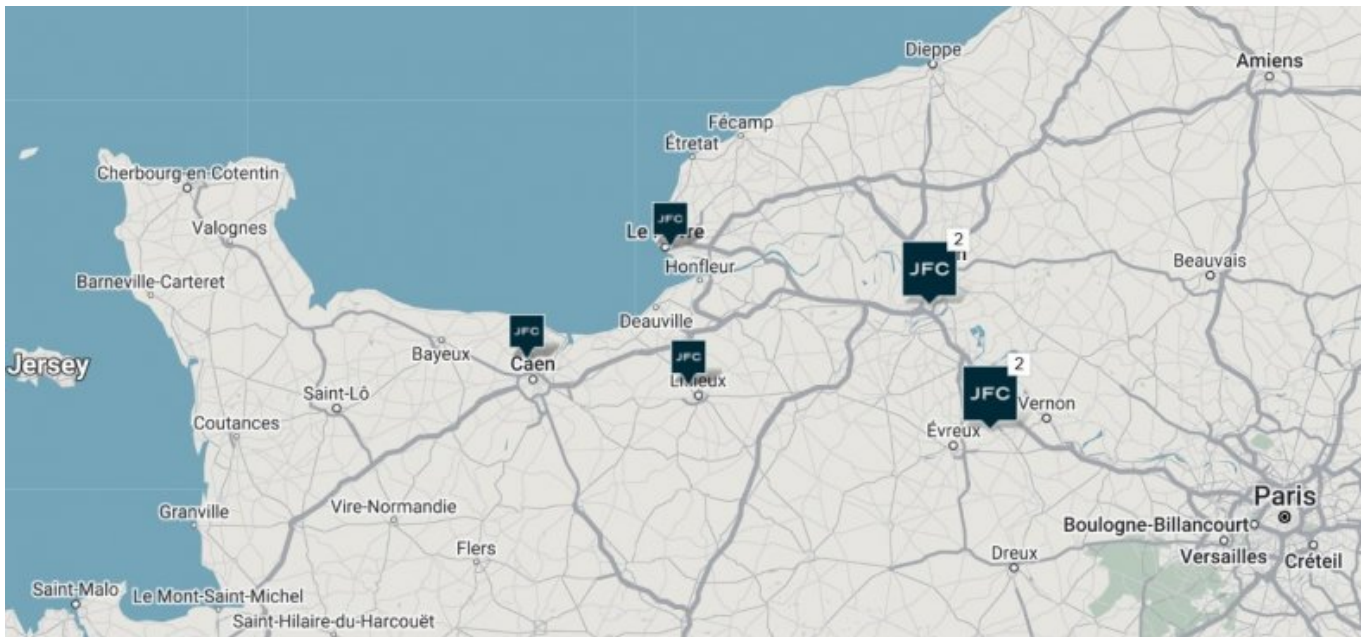 Dieppe
Amiens
Fécamp
Étretat
Cherbourg-en-Cotentin
JFC
Valognes
Le
2
Honfleur
JFC
Beauvais
Barneville-Carteret
Deauville
JFC
Bayeux
JFC
Caen
Jersey
2
JFC
Saint-Lô
Vernon
Coutances
Évreux
Granville
Vire-Normandie
Paris
Boulogne-Billancourt
Flers
Dreux
Versailles
Créteil
Saint-Malo
Le Mont-Saint-Michel
Saint-Hilaire-du-Harcouët